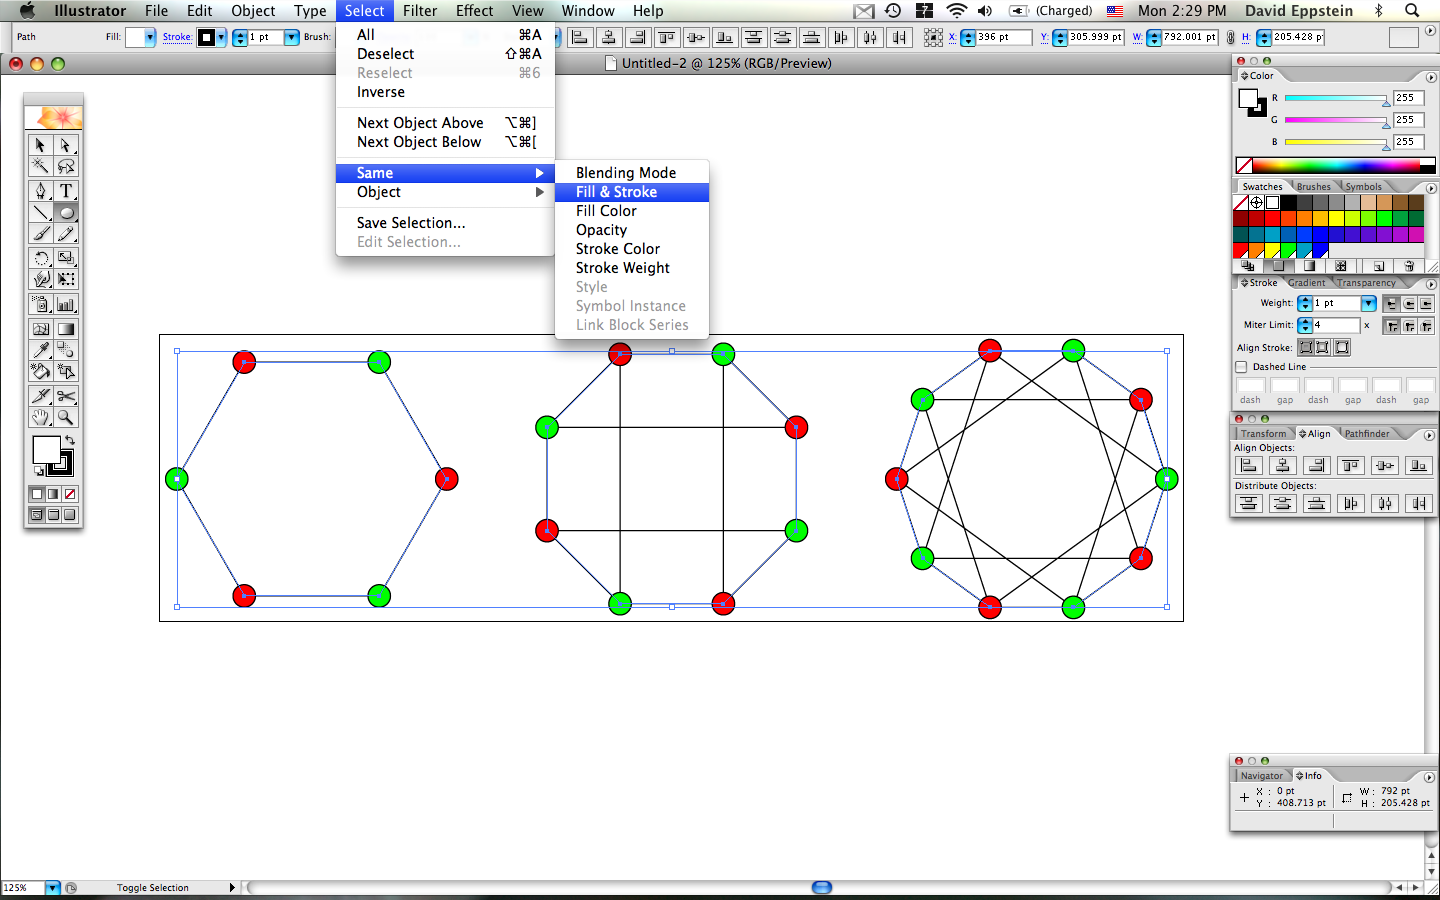 Illustrator File Edit Object Type Select Filter Effect View Window Help (Charged) Mon 2:29 PM David Eppstein
Path Fill: Stroke: 1 pt Brush: X: 396 pt Y: 305.999 pt W: 792.001 pt H: 205.428 pt
Untitled-2 @ 125% (RGB/Preview)
All ⌘A
Deselect ⇧⌘A
Reselect ⌘6
Inverse
Next Object Above ⌥⌘]
Next Object Below ⌥⌘[
Same
Object
Save Selection...
Edit Selection...
Blending Mode
Fill & Stroke
Fill Color
Opacity
Stroke Color
Stroke Weight
Style
Symbol Instance
Link Block Series
T
Color
R 255
G 255
B 255
Swatches Brushes Symbols
Stroke Gradient Transparency
Weight: 1 pt
Miter Limit: 4 x
Align Stroke:
Dashed Line
dash gap dash gap dash gap
Transform Align Pathfinder
Align Objects:
Distribute Objects:
Navigator Info
X : 0 pt W : 792 pt
Y : 408.713 pt H : 205.428 pt
125% Toggle Selection